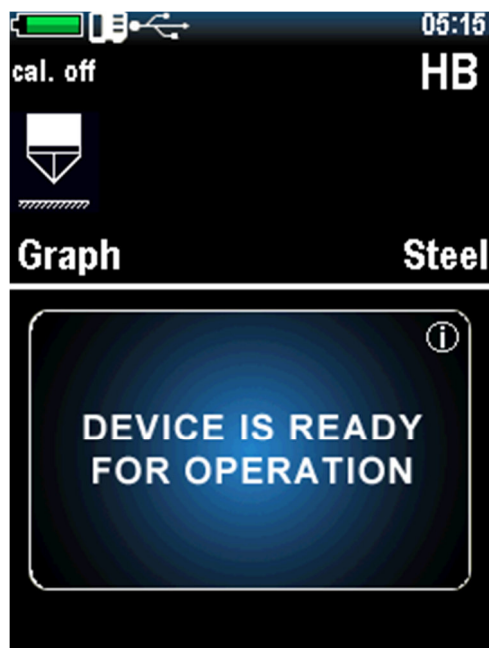 05:15
cal. off HB
Graph Steel
DEVICE IS READY
FOR OPERATION